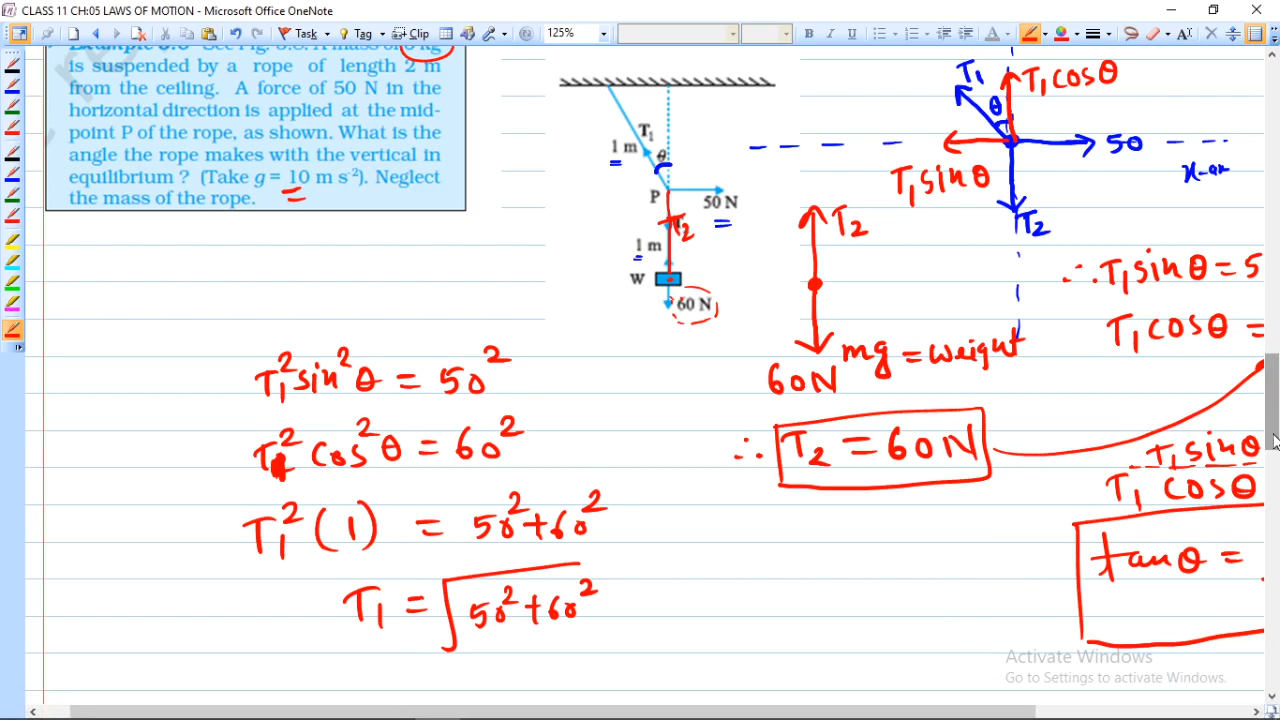 CLASS 11 CH:05 LAWS OF MOTION - Microsoft Office OneNote
Task Tag Clip 125% B I U
is suspended by a rope of length 2 m
from the ceiling. A force of 50 N in the
horizontal direction is applied at the mid-
point P of the rope, as shown. What is the
angle the rope makes with the vertical in
equilibrium ? (Take g = 10 m s-2). Neglect
the mass of the rope.
T1
1 m
θ
P
50 N
T2
1 m
W
60 N
T1
T1 cos θ
θ
50
T1 sin θ
T2
T2
60N
mg = weight
∴ T1 sin θ = 5
T1 cos θ =
T1² sin² θ = 50²
T1² cos² θ = 60²
T1² (1) = 50² + 60²
T1 = √50² + 60²
∴ T2 = 60N
T1 sin θ
T1 cos θ
tan θ =
Activate Windows
Go to Settings to activate Windows.